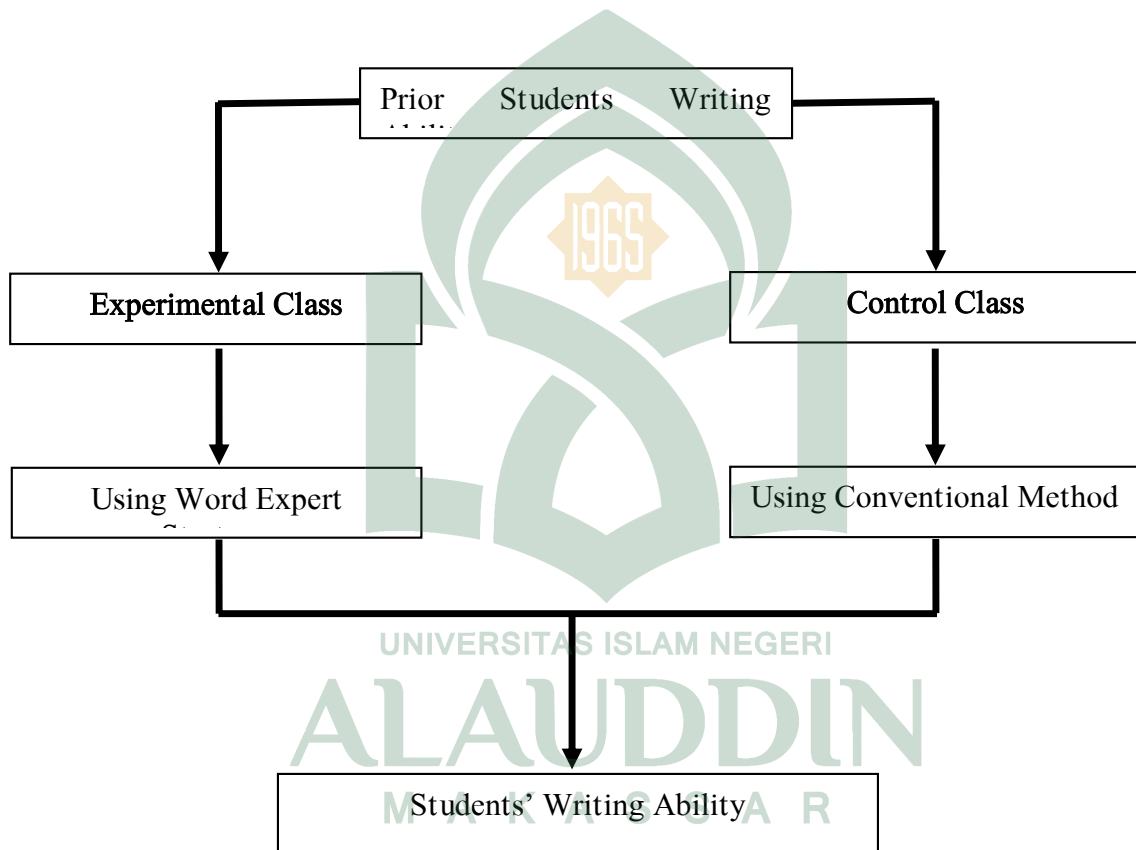 Prior Students Writing
1965
Experimental Class
Control Class
Using Word Expert
Using Conventional Method
UNIVERSITAS ISLAM NEGERI
ALAUDDIN
Students' Writing Ability
MAKASSAR